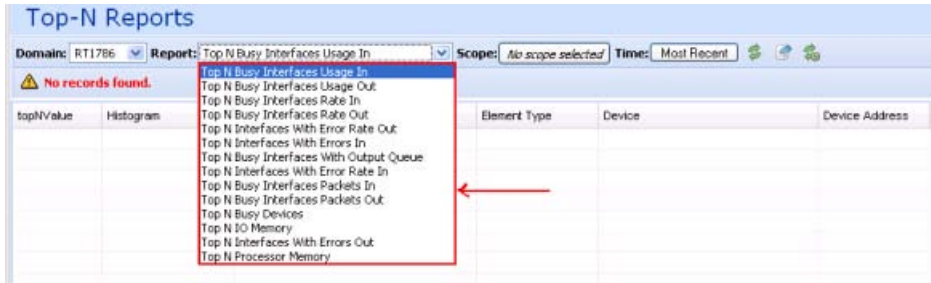 Top-N Reports
Domain: RT1786 Report: Top N Busy Interfaces Usage In Scope: No scope selected Time: Most Recent
No records found.
Top N Busy Interfaces Usage In
Top N Busy Interfaces Usage Out
Top N Busy Interfaces Rate In
Top N Busy Interfaces Rate Out
Top N Interfaces With Error Rate Out
Top N Interfaces With Errors In
Top N Busy Interfaces With Output Queue
Top N Interfaces With Error Rate In
Top N Busy Interfaces Packets In
Top N Busy Interfaces Packets Out
Top N Busy Devices
Top N IO Memory
Top N Interfaces With Errors Out
Top N Processor Memory
topNValue Histogram Element Type Device Device Address